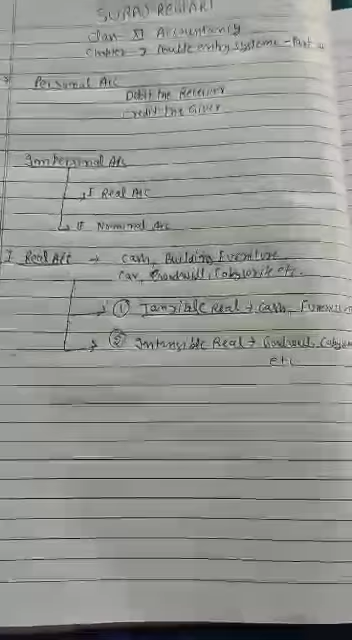 SURAJ REWARI
Class XI Accountancy
Chapter → Double entry systems - Part
Personal A/c
Debit the Receiver
Credit the Giver
Impersonal A/c
I Real A/c
II Nominal A/c
I Real A/c → Cash, Building Furniture
Car, Goodwill, Copyright etc.
① Tangible Real → Cash, Furniture
② Intangible Real → Goodwill, Copyri
etc